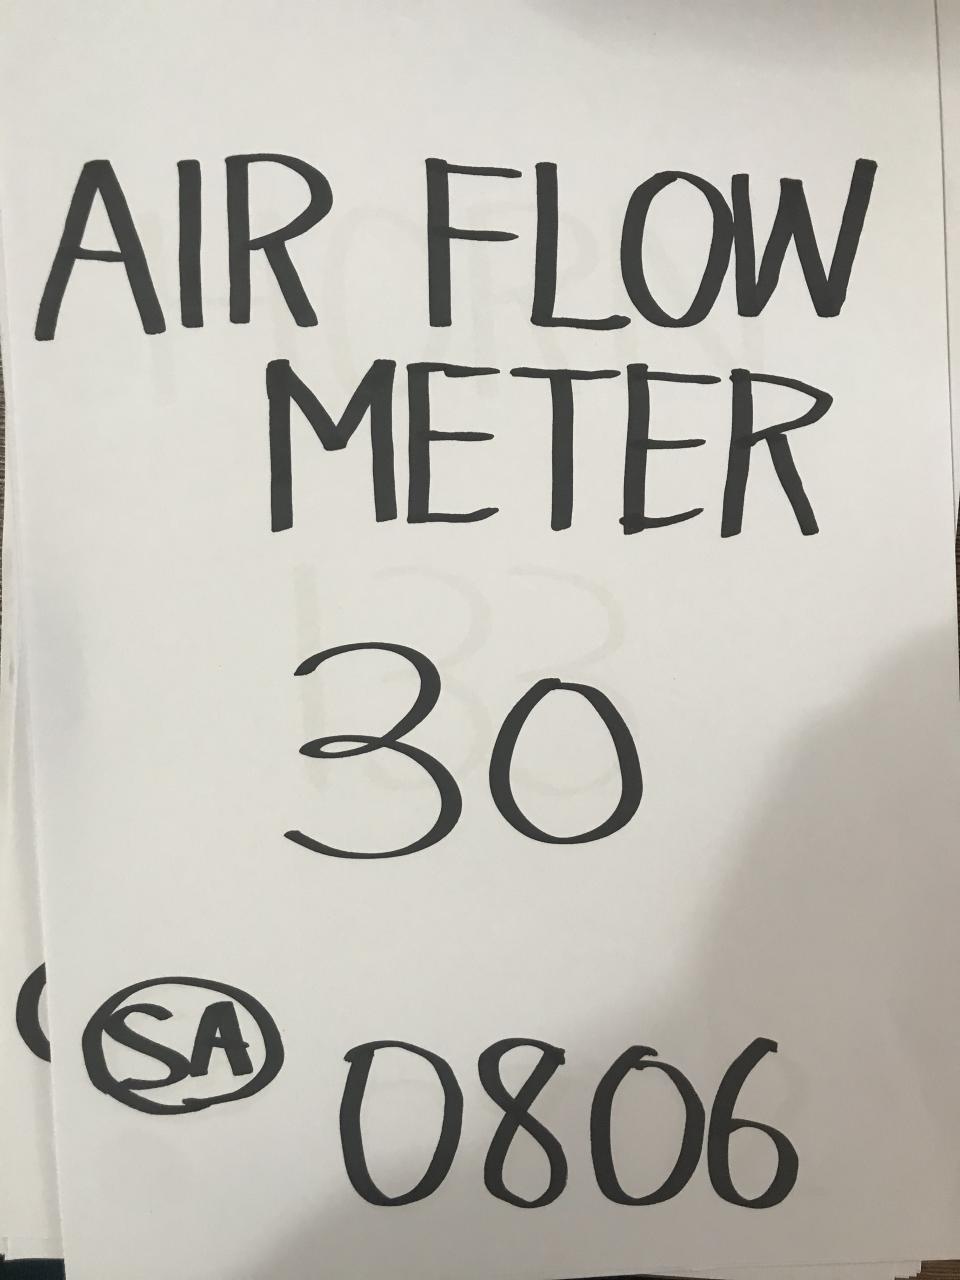 AIR FLOW
METER
30
SA 0806